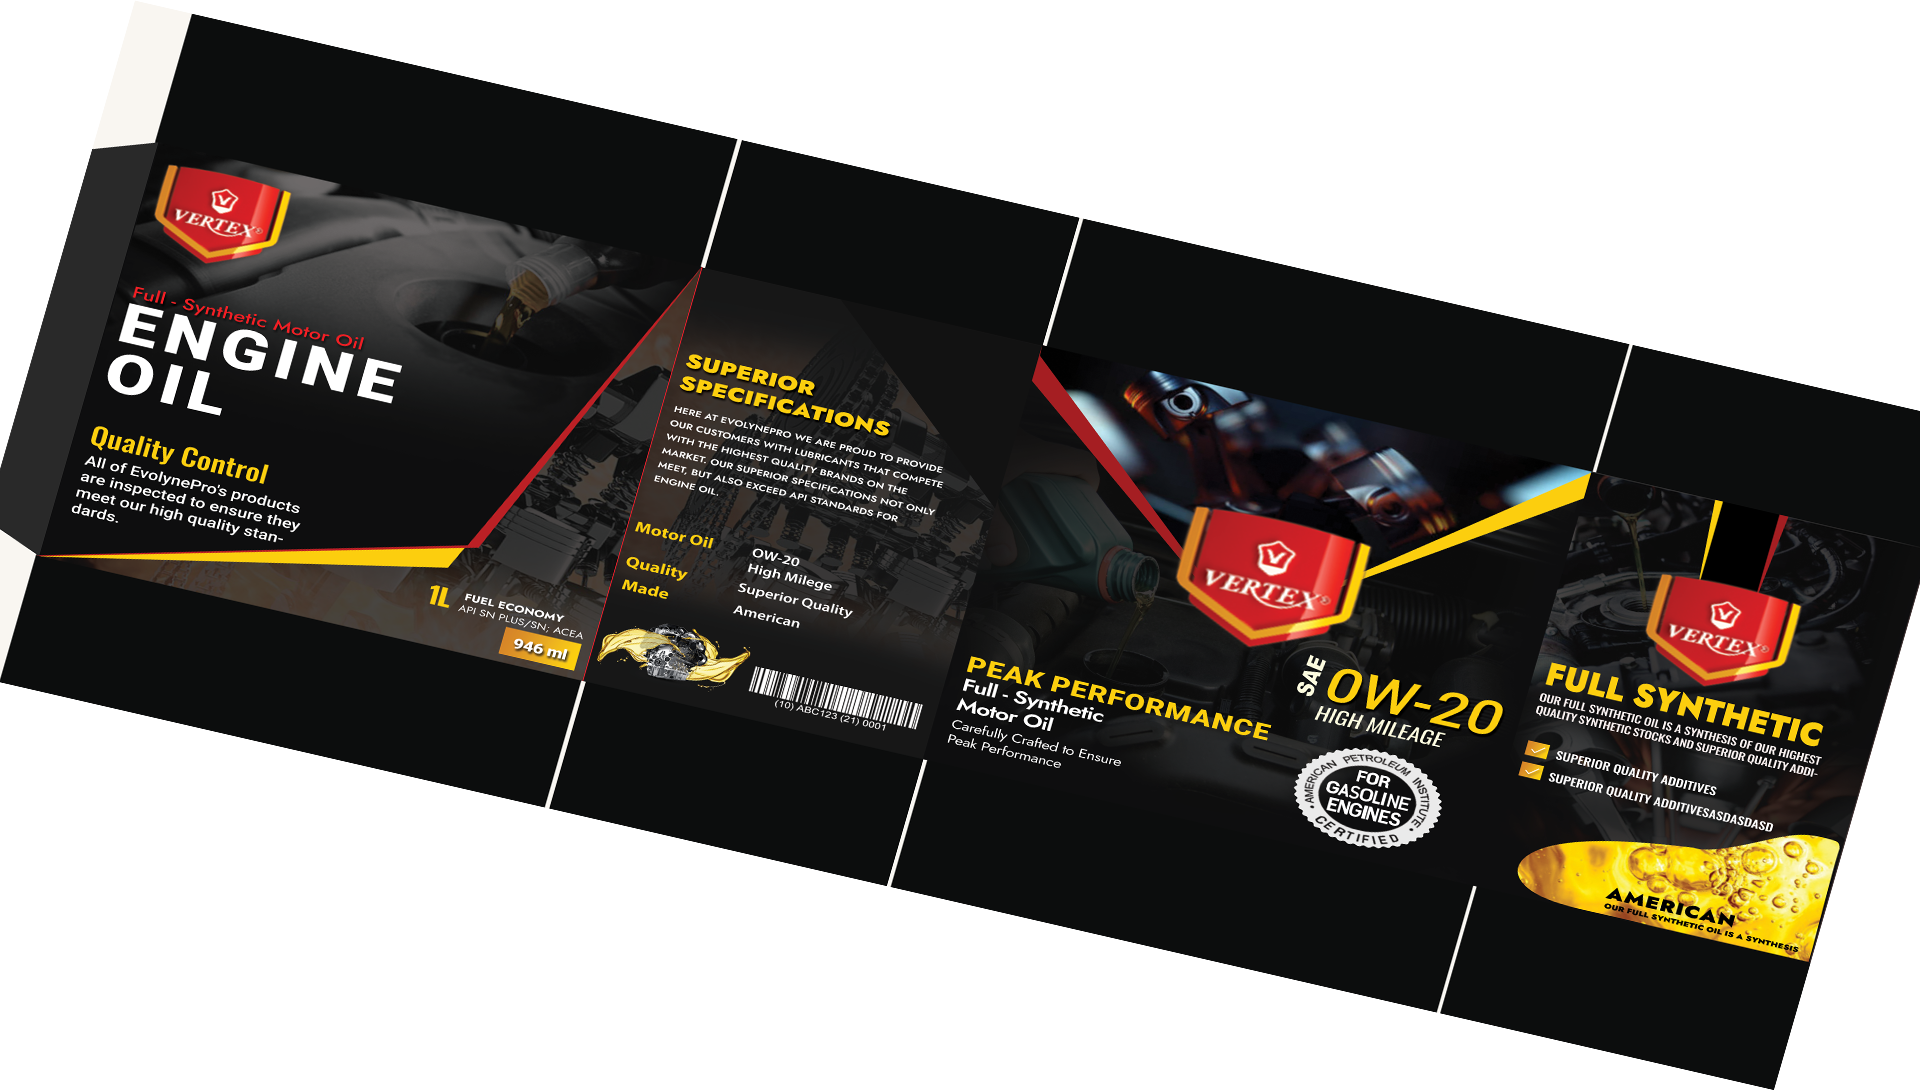 VERTEX®
Full - Synthetic Motor Oil
ENGINE
OIL
Quality Control
All of EvolynePro's products
are inspected to ensure they
meet our high quality stan-
dards.
1L
FUEL ECONOMY
API SN PLUS/SN; ACEA
946 ml
SUPERIOR
SPECIFICATIONS
HERE AT EVOLYNEPRO WE ARE PROUD TO PROVIDE
OUR CUSTOMERS WITH LUBRICANTS THAT COMPETE
WITH THE HIGHEST QUALITY BRANDS ON THE
MARKET. OUR SUPERIOR SPECIFICATIONS NOT ONLY
MEET, BUT ALSO EXCEED API STANDARDS FOR
ENGINE OIL.
Motor Oil
OW-20
High Milege
Quality
Superior Quality
Made
American
(10) ABC123 (21) 0001
VERTEX®
PEAK PERFORMANCE
Full - Synthetic
Motor Oil
Carefully Crafted to Ensure
Peak Performance
SAE
0W-20
HIGH MILEAGE
AMERICAN PETROLEUM INSTITUTE
FOR
GASOLINE
ENGINES
CERTIFIED
VERTEX®
FULL SYNTHETIC
OUR FULL SYNTHETIC OIL IS A SYNTHESIS OF OUR HIGHEST
QUALITY SYNTHETIC STOCKS AND SUPERIOR QUALITY ADDI-
SUPERIOR QUALITY ADDITIVES
SUPERIOR QUALITY ADDITIVESASDASDASD
AMERICAN
OUR FULL SYNTHETIC OIL IS A SYNTHESIS